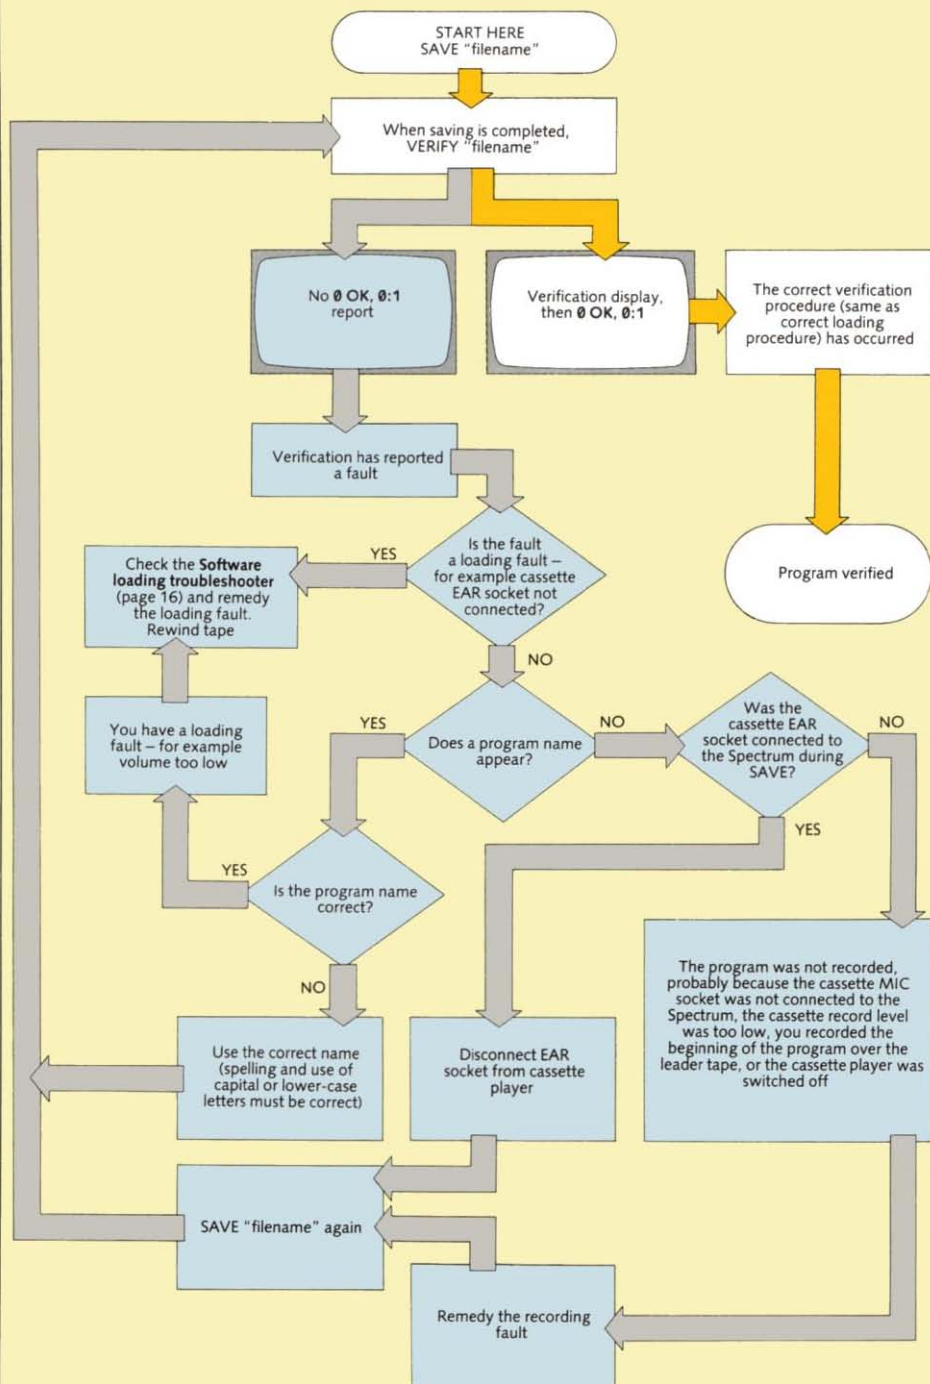 START HERE
SAVE "filename"
When saving is completed,
VERIFY "filename"
No 0 OK, 0:1
report
Verification display,
then 0 OK, 0:1
The correct verification
procedure (same as
correct loading
procedure) has occurred
Verification has reported
a fault
Is the fault
a loading fault –
for example cassette
EAR socket not
connected?
YES
Check the Software
loading troubleshooter
(page 16) and remedy
the loading fault.
Rewind tape
Program verified
NO
You have a loading
fault – for example
volume too low
YES
Does a program name
appear?
NO
Was the
cassette EAR
socket connected to
the Spectrum during
SAVE?
NO
YES
YES
Is the program name
correct?
NO
The program was not recorded,
probably because the cassette MIC
socket was not connected to the
Spectrum, the cassette record level
was too low, you recorded the
beginning of the program over the
leader tape, or the cassette player was
switched off
Use the correct name
(spelling and use of
capital or lower-case
letters must be correct)
Disconnect EAR
socket from cassette
player
SAVE "filename" again
Remedy the recording
fault